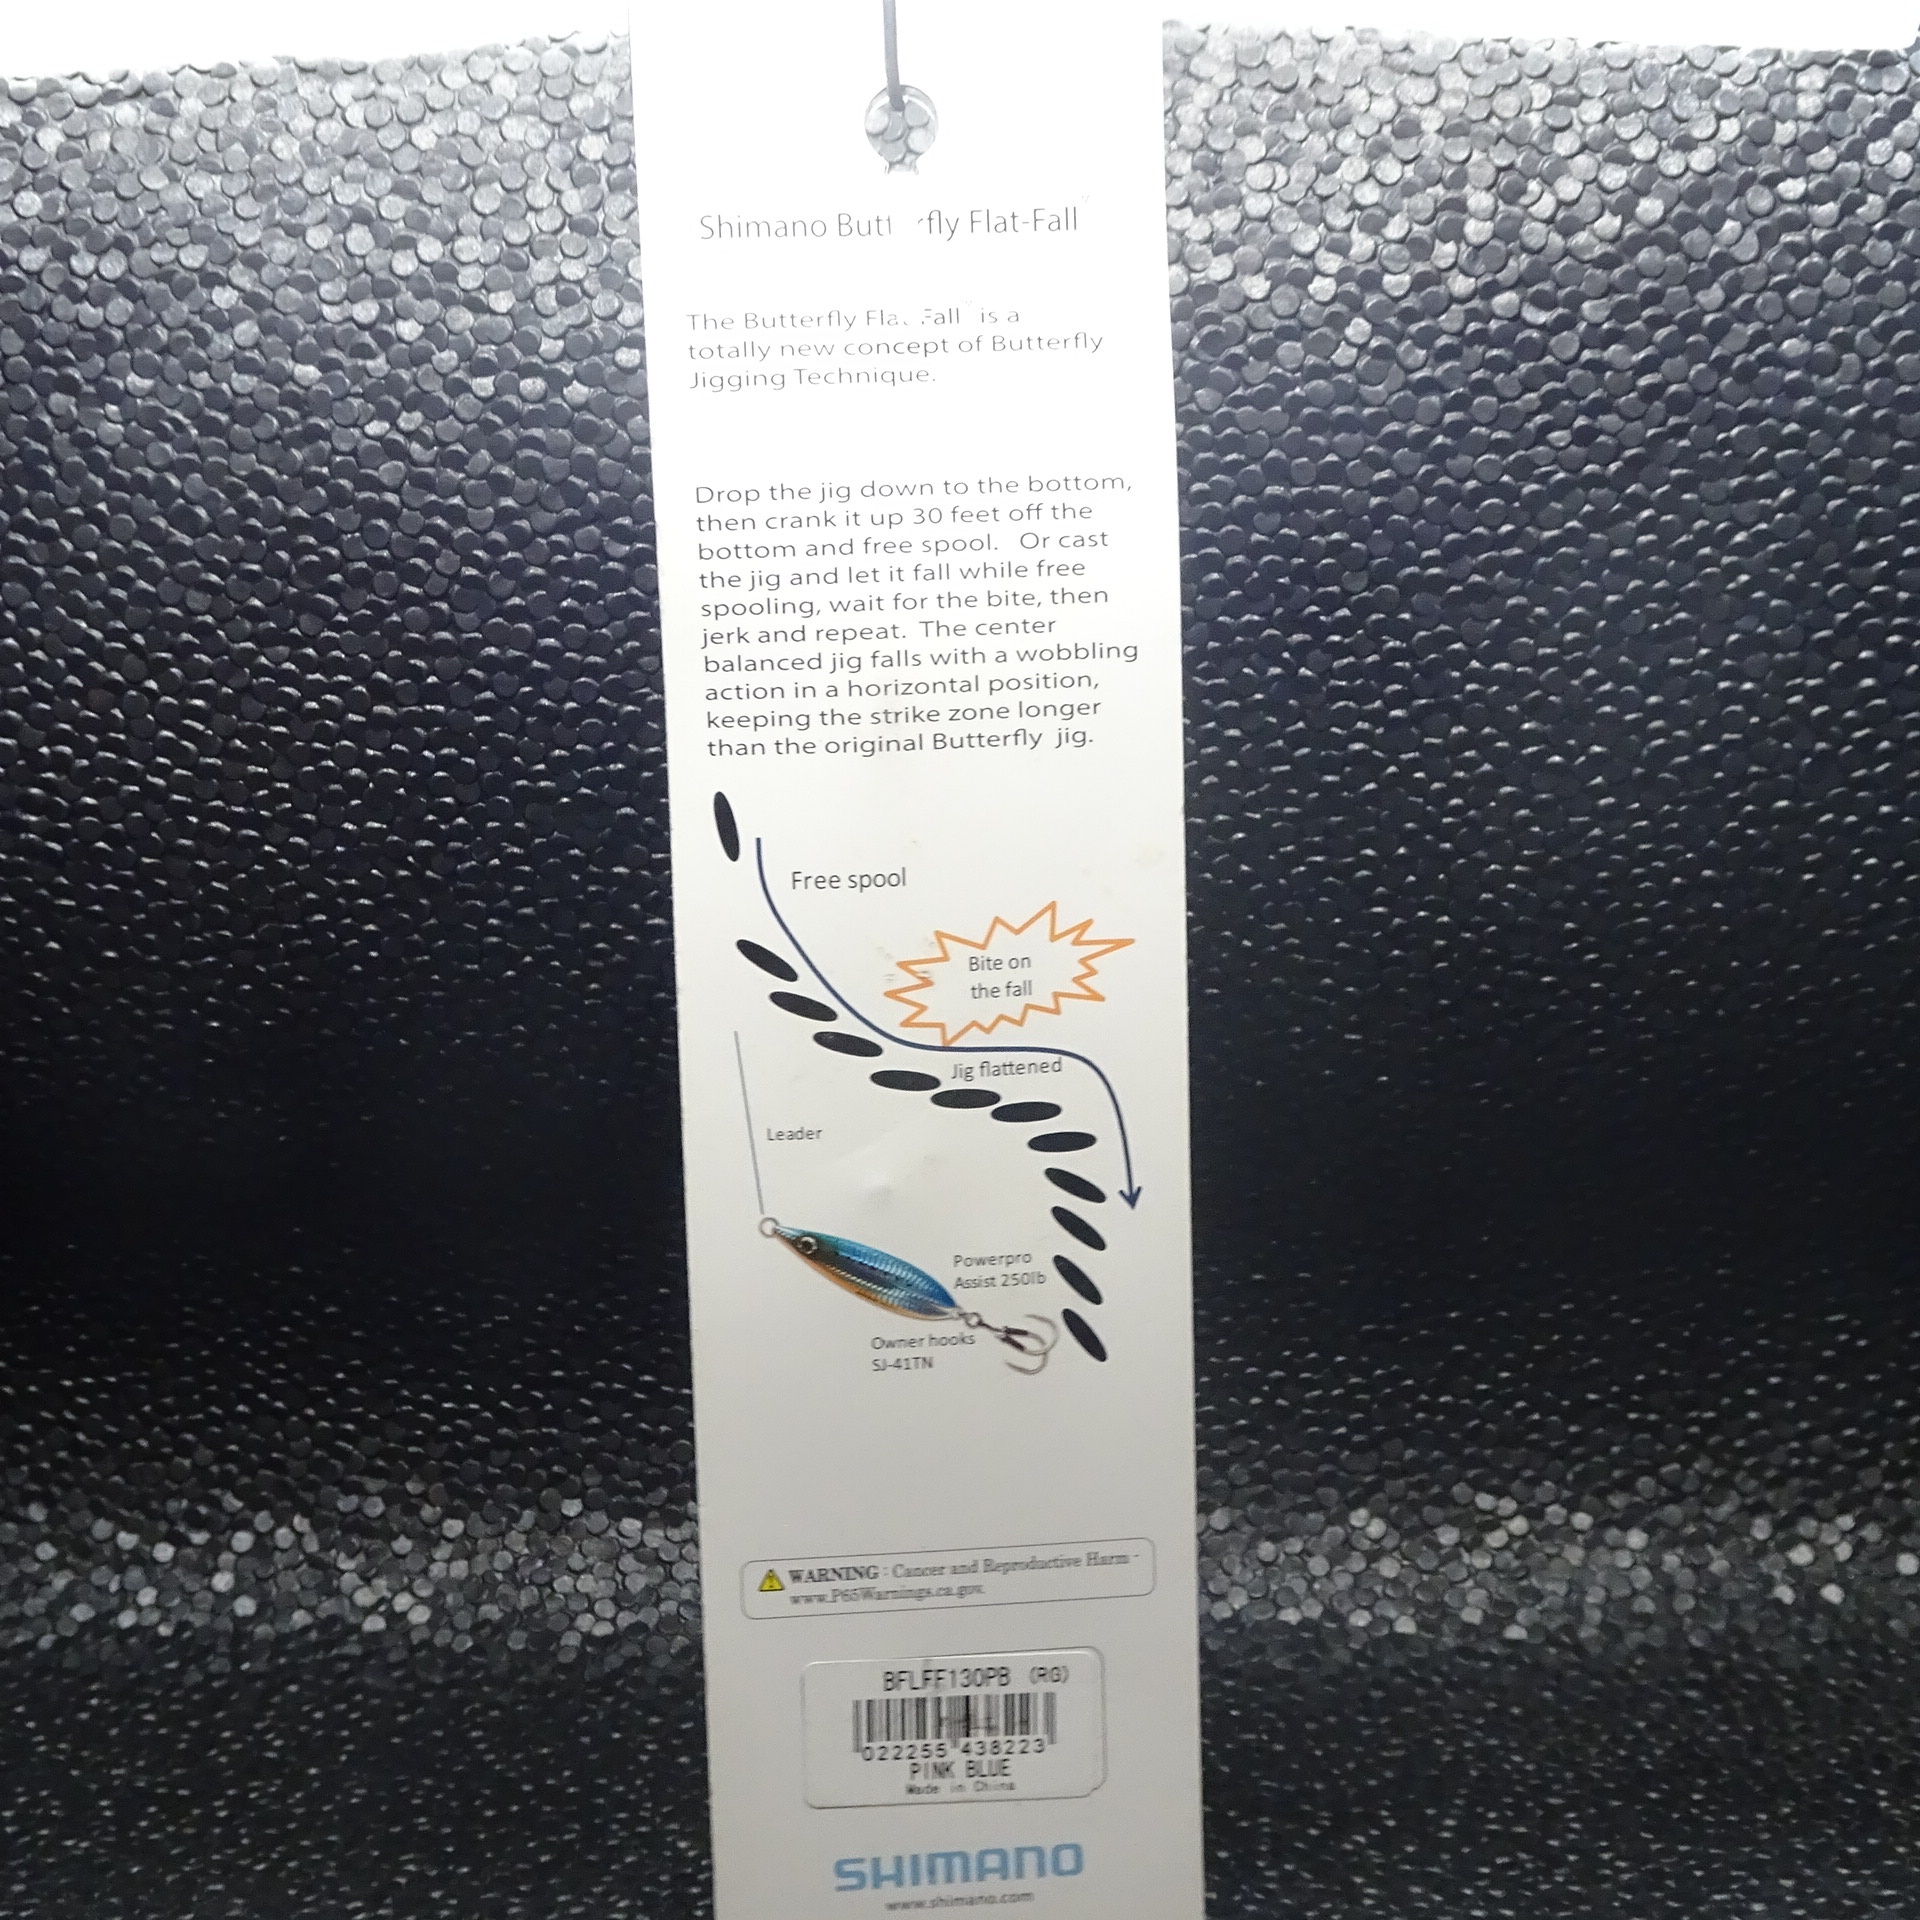 Shimano Butterfly Flat-Fall
The Butterfly Flat Fall is a
totally new concept of Butterfly
Jigging Technique.
Drop the jig down to the bottom,
then crank it up 30 feet off the
bottom and free spool. Or cast
the jig and let it fall while free
spooling, wait for the bite, then
jerk and repeat. The center
balanced jig falls with a wobbling
action in a horizontal position,
keeping the strike zone longer
than the original Butterfly jig.
Free spool
Bite on
the fall
Jig flattened
Leader
Powerpro
Assist 250lb
Owner hooks
SJ-41TN
WARNING : Cancer and Reproductive Harm -
www.P65Warnings.ca.gov.
BFLFF130PB (RG)
022255 438223
PINK BLUE
Made in China
SHIMANO
www.shimano.com